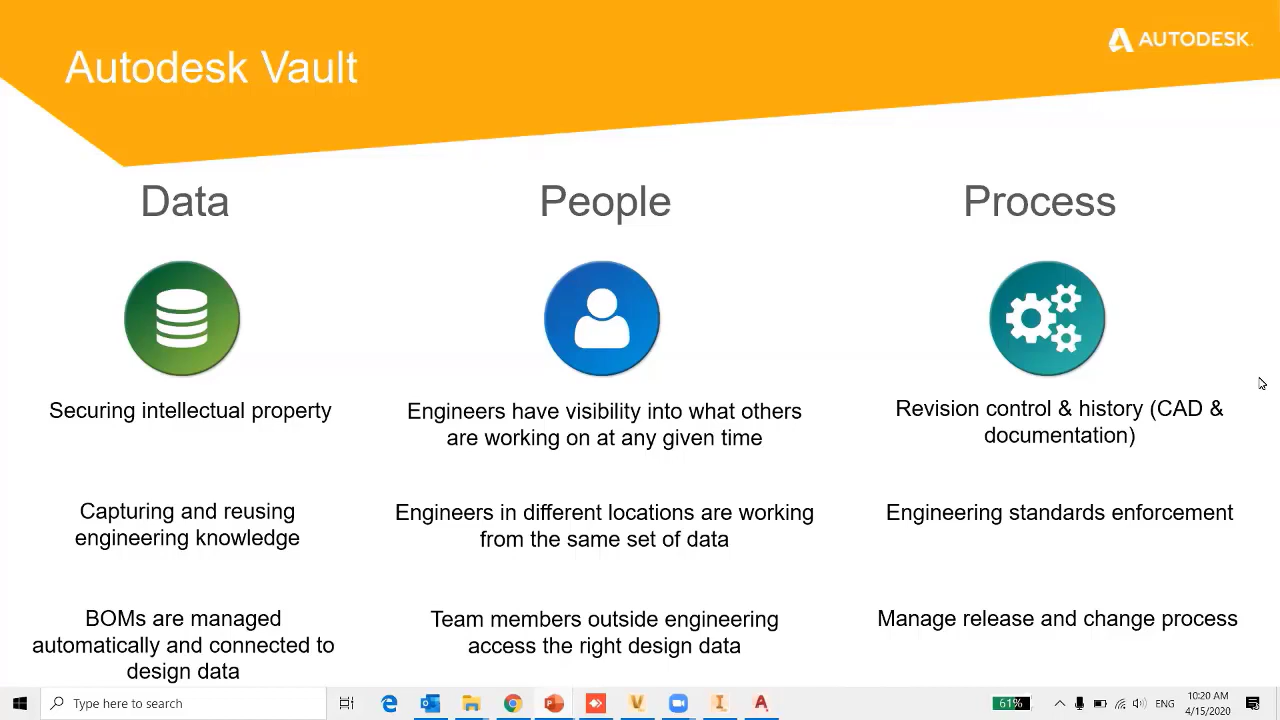 Autodesk Vault
AUTODESK
Data
Securing intellectual property
Capturing and reusing
engineering knowledge
BOMs are managed
automatically and connected to
design data
People
Engineers have visibility into what others
are working on at any given time
Engineers in different locations are working
from the same set of data
Team members outside engineering
access the right design data
Process
Revision control & history (CAD &
documentation)
Engineering standards enforcement
Manage release and change process
Type here to search
61%
ENG
10:20 AM
4/15/2020